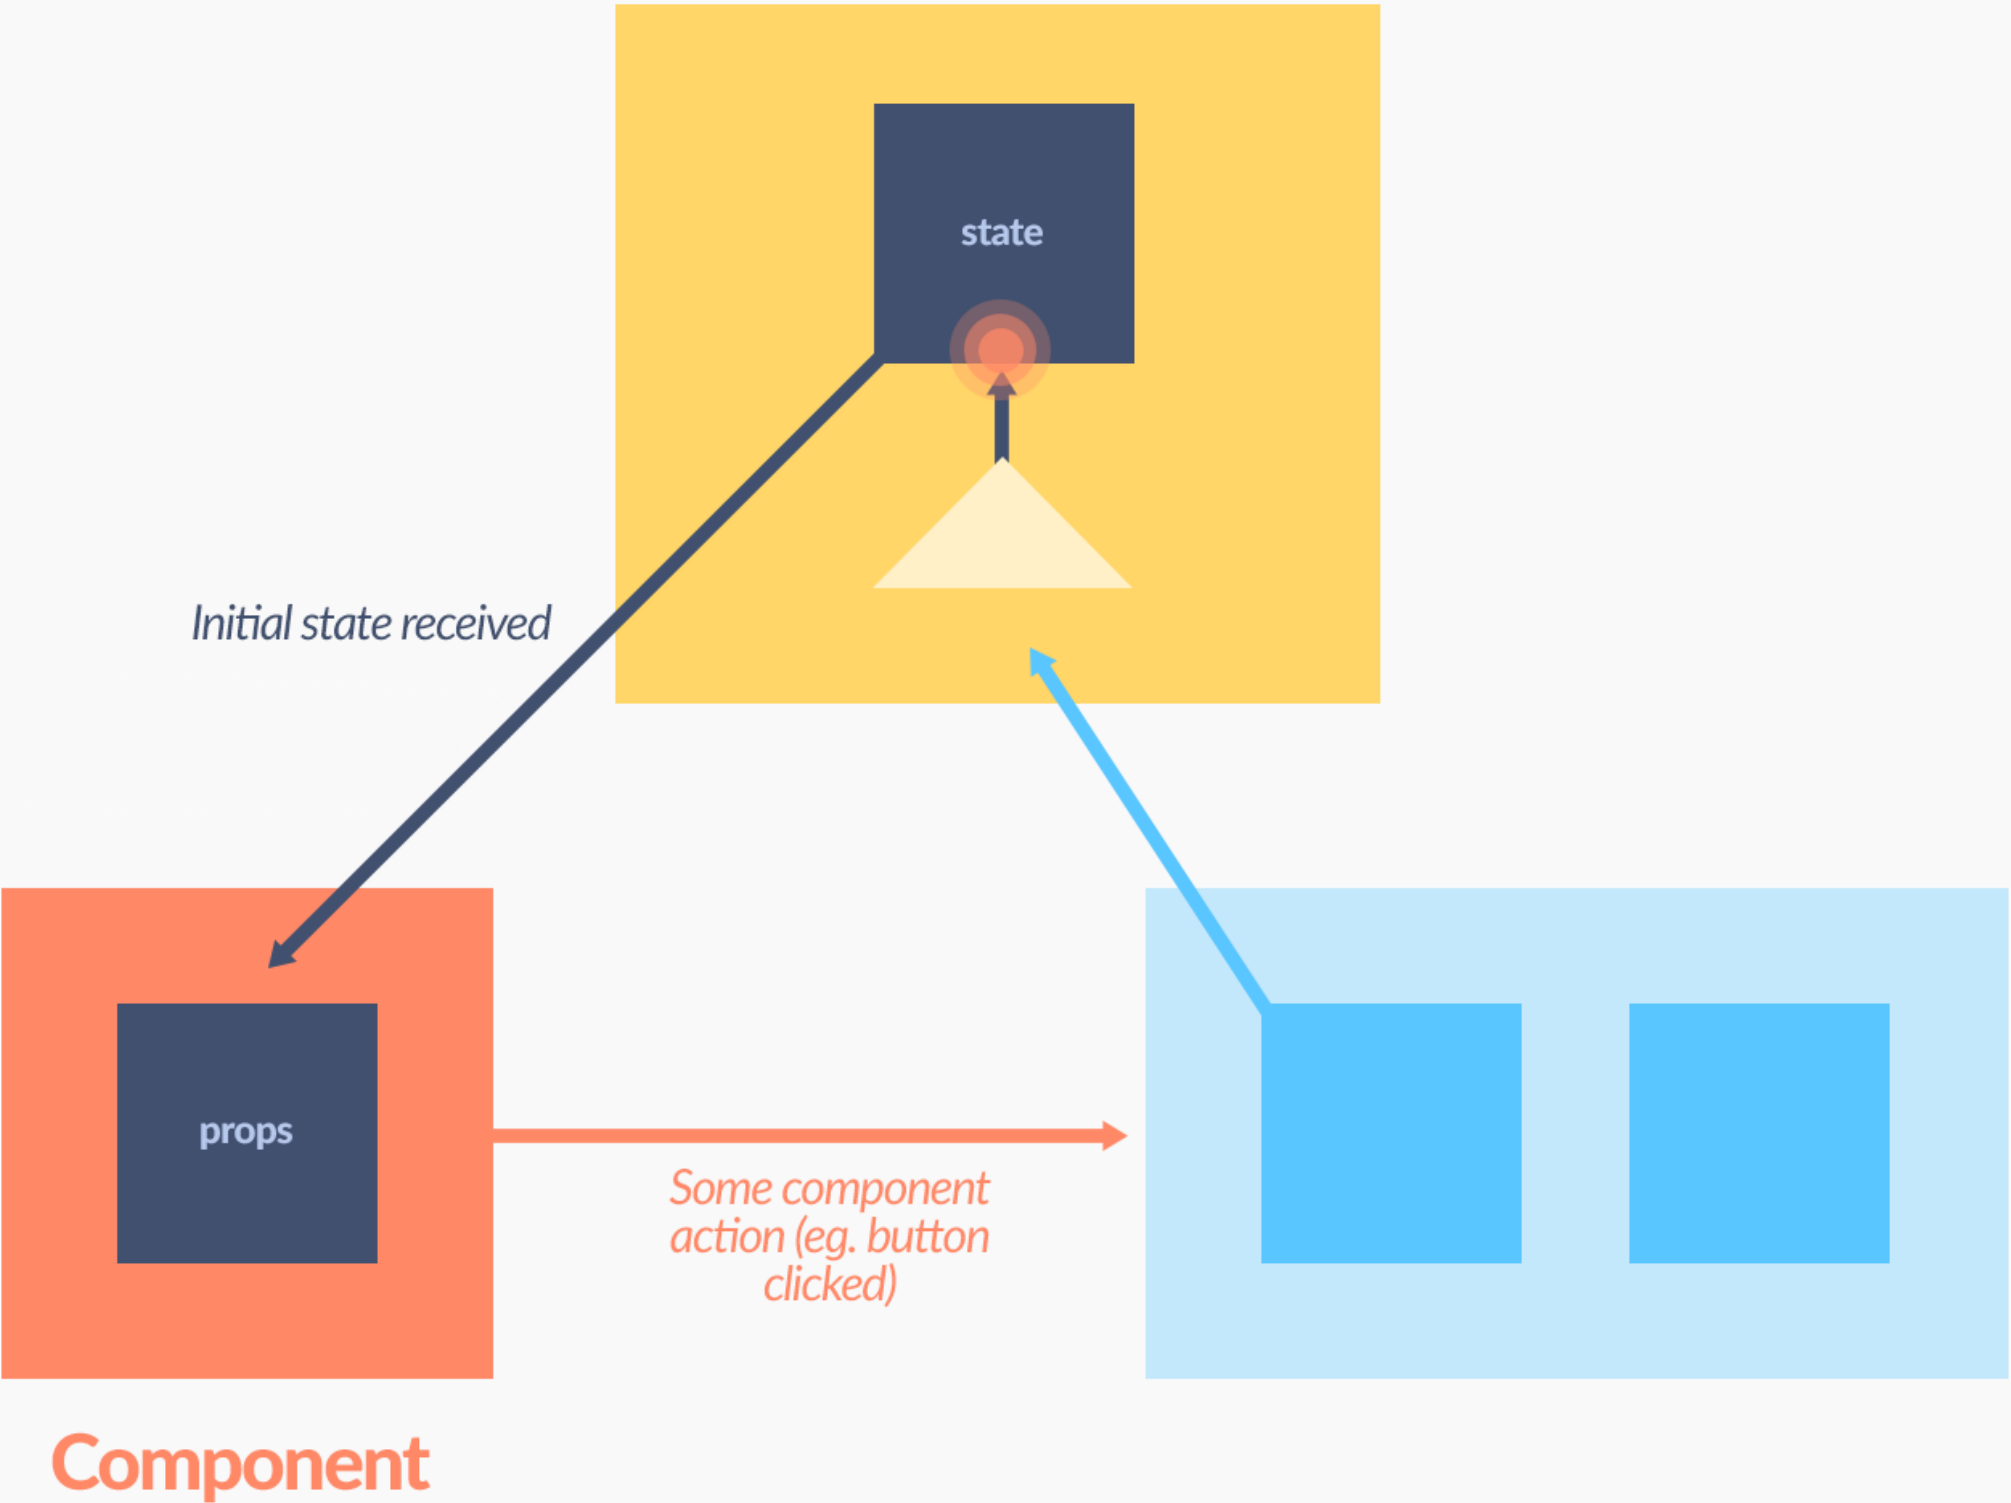 state
Initial state received
props
Some component
action (eg. button
clicked)
Component